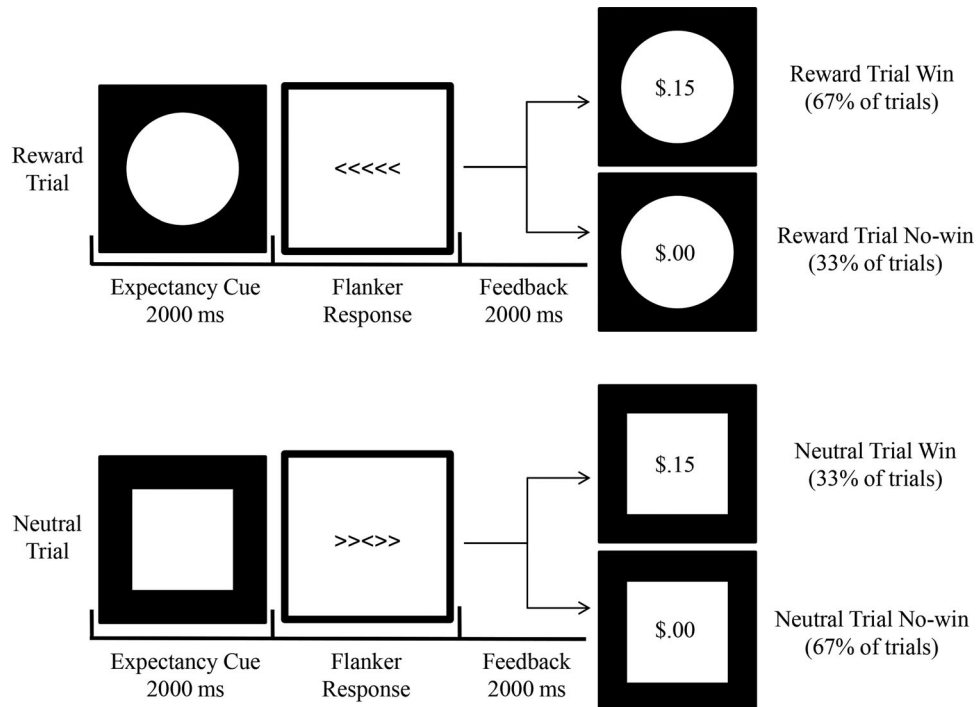 Reward
Trial
<<<<<
$.15
Reward Trial Win
(67% of trials)
$.00
Reward Trial No-win
(33% of trials)
Expectancy Cue
2000 ms
Flanker
Response
Feedback
2000 ms
Neutral
Trial
>><>>
$.15
Neutral Trial Win
(33% of trials)
$.00
Neutral Trial No-win
(67% of trials)
Expectancy Cue
2000 ms
Flanker
Response
Feedback
2000 ms